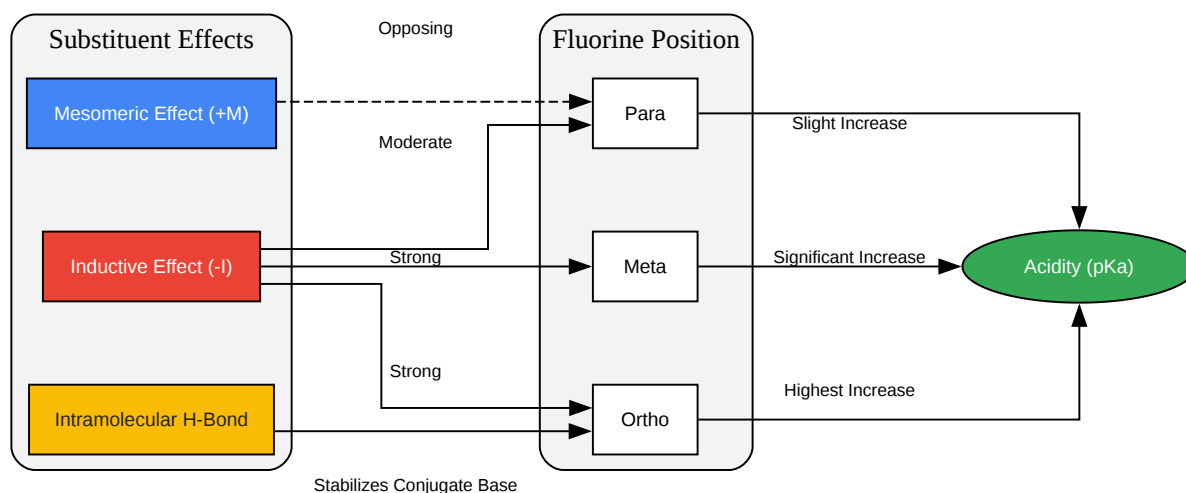 Substituent Effects
Opposing
Fluorine Position
Mesomeric Effect (+M)
Para
Slight Increase
Moderate
Inductive Effect (-I)
Strong
Meta
Significant Increase
Acidity (pKa)
Strong
Highest Increase
Intramolecular H-Bond
Ortho
Stabilizes Conjugate Base